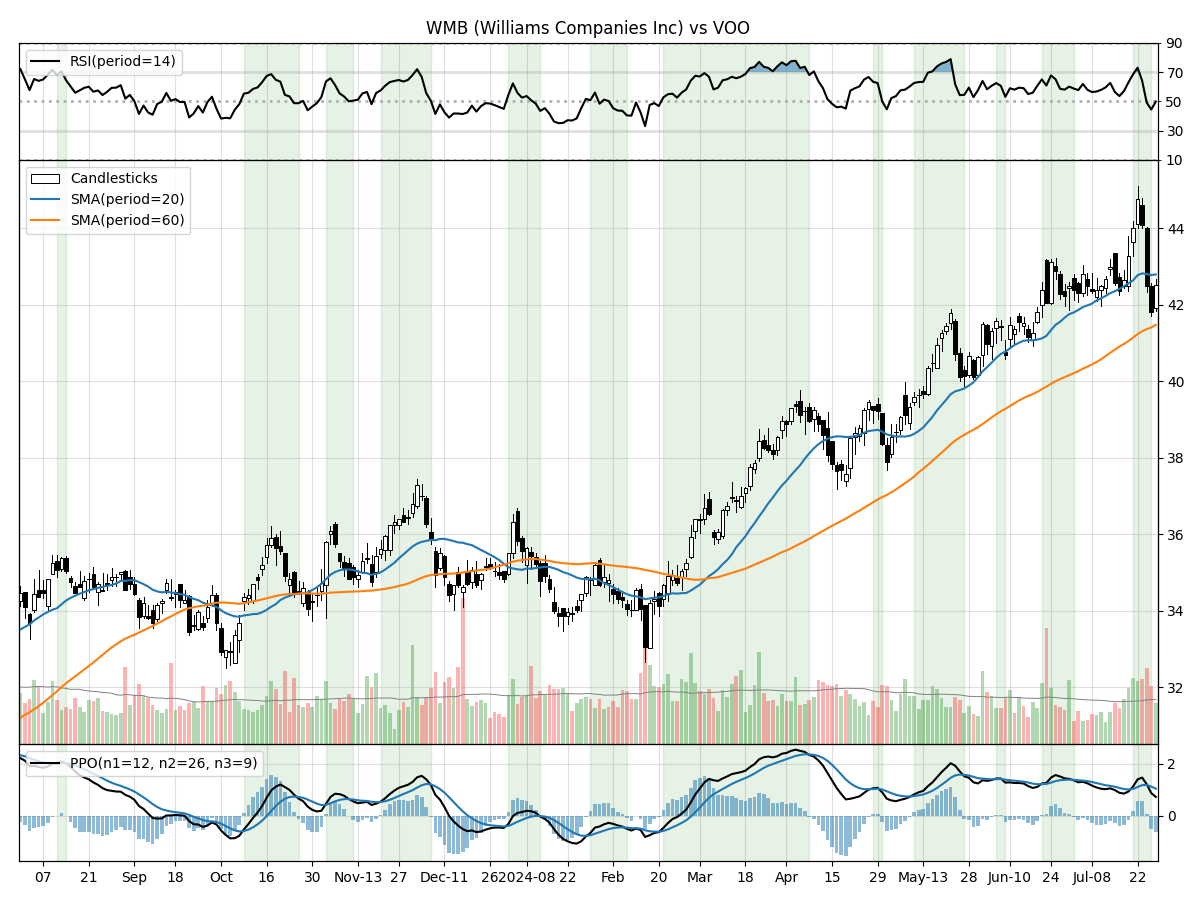 WMB (Williams Companies Inc) vs VOO
RSI(period=14)
90
70
50
30
10
Candlesticks
SMA(period=20)
SMA(period=60)
44
42
40
38
36
34
32
PPO(n1=12, n2=26, n3=9)
2
0
07 21 Sep 18 Oct 16 30 Nov-13 27 Dec-11 26 2024-08 22 Feb 20 Mar 18 Apr 15 29 May-13 28 Jun-10 24 Jul-08 22